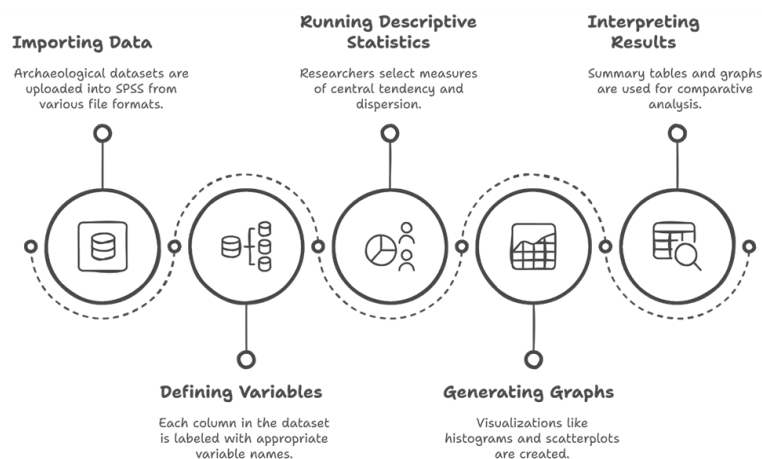 Importing Data
Archaeological datasets are
uploaded into SPSS from
various file formats.
Defining Variables
Each column in the dataset
is labeled with appropriate
variable names.
Running Descriptive
Statistics
Researchers select measures
of central tendency and
dispersion.
Generating Graphs
Visualizations like
histograms and scatterplots
are created.
Interpreting
Results
Summary tables and graphs
are used for comparative
analysis.